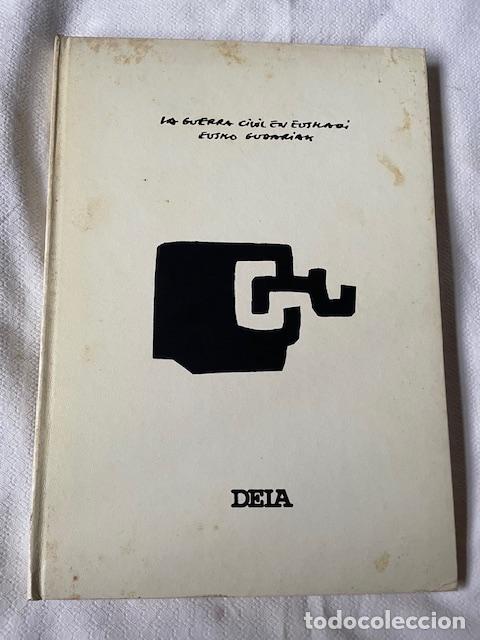 LA GUERRA CIVIL EN EUSKADI
EUSKO GUDARIAK
DEIA
todocoleccion